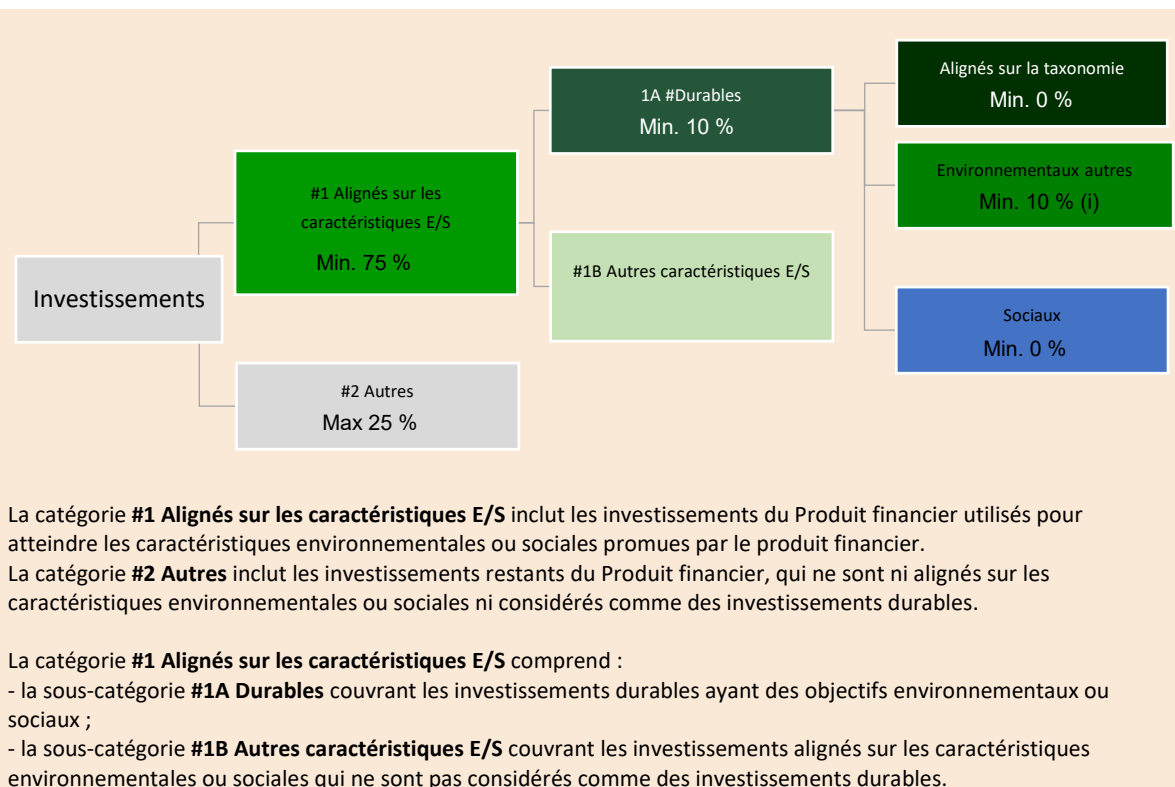 Investissements
#1 Alignés sur les
caractéristiques E/S
Min. 75 %
#2 Autres
Max 25 %
1A #Durables
Min. 10 %
#1B Autres caractéristiques E/S
Alignés sur la taxonomie
Min. 0 %
Environnementaux autres
Min. 10 % (i)
Sociaux
Min. 0 %
La catégorie #1 Alignés sur les caractéristiques E/S inclut les investissements du Produit financier utilisés pour
atteindre les caractéristiques environnementales ou sociales promues par le produit financier.
La catégorie #2 Autres inclut les investissements restants du Produit financier, qui ne sont ni alignés sur les
caractéristiques environnementales ou sociales ni considérés comme des investissements durables.
La catégorie #1 Alignés sur les caractéristiques E/S comprend :
- la sous-catégorie #1A Durables couvrant les investissements durables ayant des objectifs environnementaux ou
sociaux ;
- la sous-catégorie #1B Autres caractéristiques E/S couvrant les investissements alignés sur les caractéristiques
environnementales ou sociales qui ne sont pas considérés comme des investissements durables.